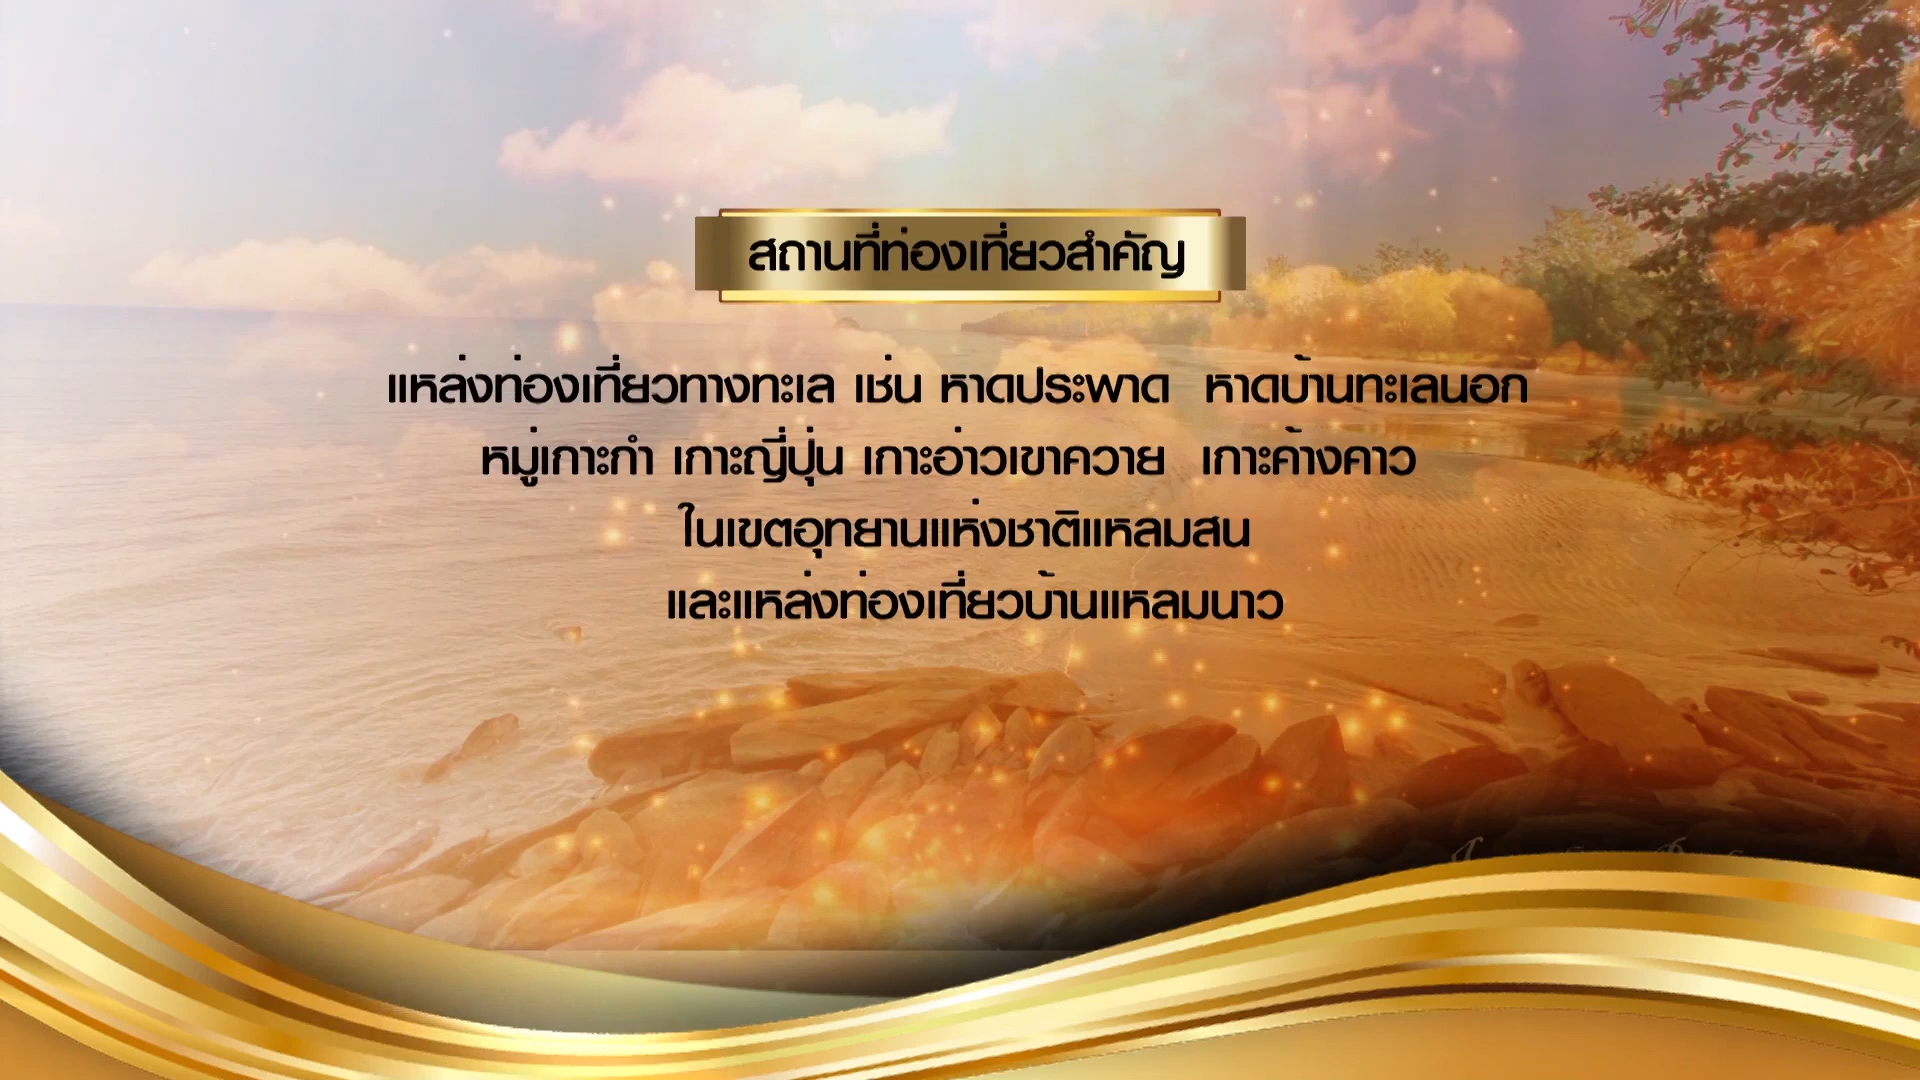 สถานที่ท่องเที่ยวสำคัญ
แหล่งท่องเที่ยวทางทะเล เช่น หาดประพาด หาดบ้านทะเลนอก
หมู่เกาะกำ เกาะญี่ปุ่น เกาะอ่าวเขาควาย เกาะค้างคาว
ในเขตอุทยานแห่งชาติแหลมสน
และแหล่งท่องเที่ยวบ้านแหลมนาว